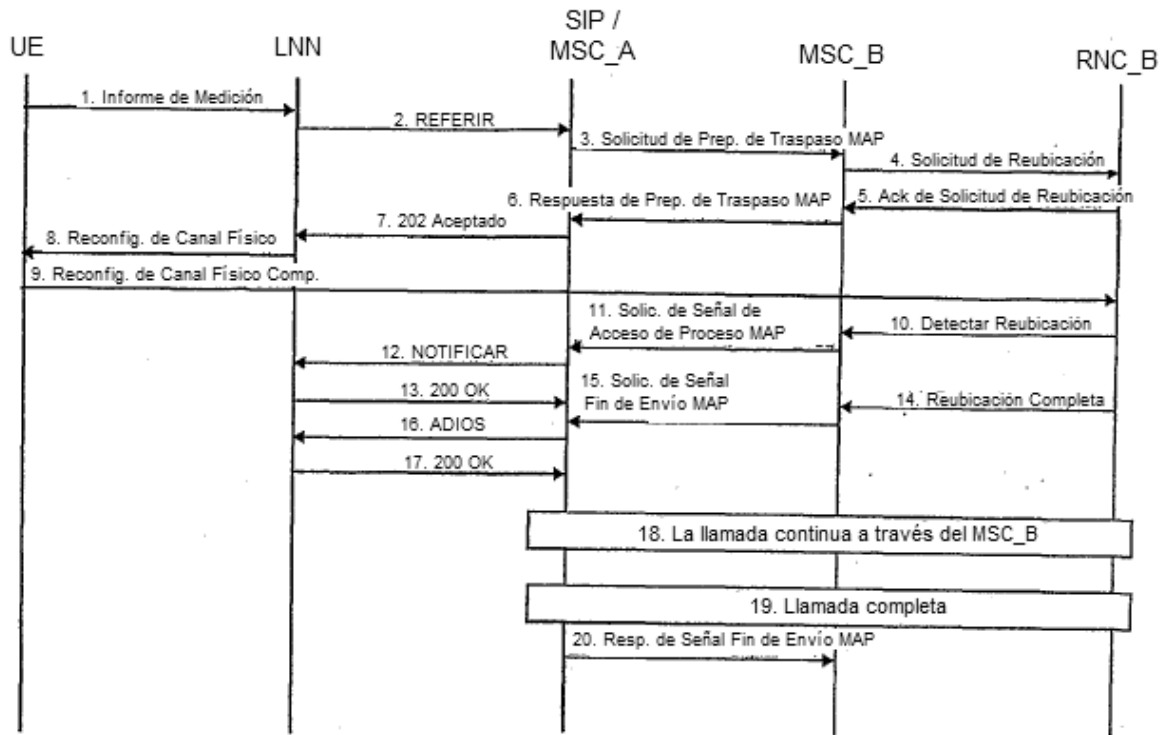 UE
LNN
SIP /
MSC_A
MSC_B
RNC_B
1. Informe de Medición
2. REFERIR
3. Solicitud de Prep. de Traspaso MAP
4. Solicitud de Reubicación
5. Ack de Solicitud de Reubicación
6. Respuesta de Prep. de Traspaso MAP
7. 202 Aceptado
8. Reconfig. de Canal Físico
9. Reconfig. de Canal Físico Comp.
10. Detectar Reubicación
11. Solic. de Señal de
Acceso de Proceso MAP
12. NOTIFICAR
13. 200 OK
14. Reubicación Completa
15. Solic. de Señal
Fin de Envío MAP
16. ADIOS
17. 200 OK
18. La llamada continua a través del MSC_B
19. Llamada completa
20. Resp. de Señal Fin de Envío MAP